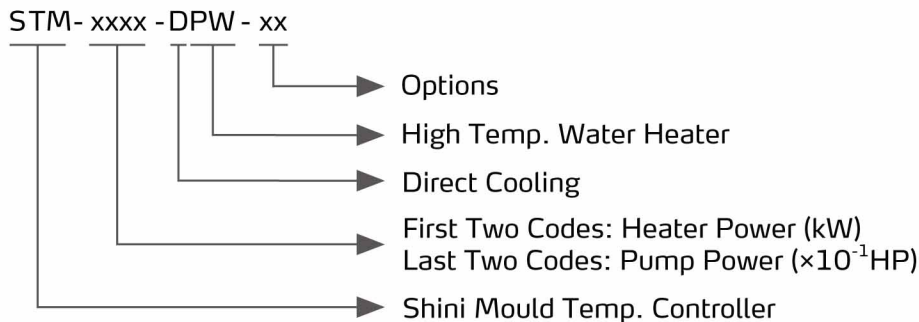 STM- xxxx -DPW- xx
Options
High Temp. Water Heater
Direct Cooling
First Two Codes: Heater Power (kW)
Last Two Codes: Pump Power (×10⁻¹HP)
Shini Mould Temp. Controller